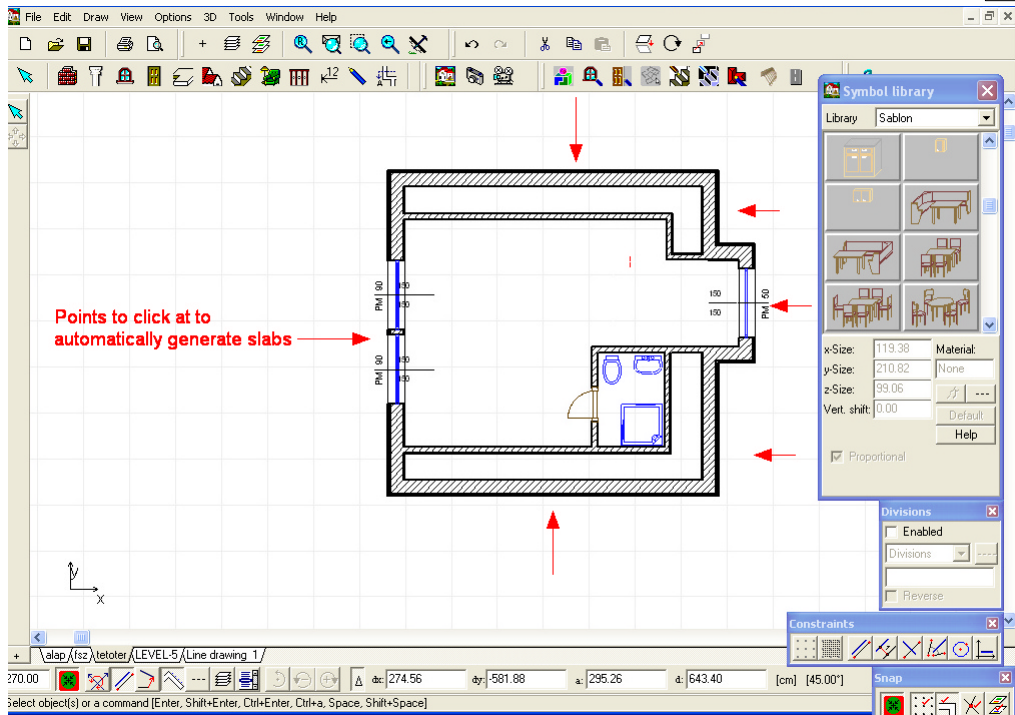 File Edit Draw View Options 3D Tools Window Help
Symbol library
Library Sablon
x-Size: 119.38 Material:
y-Size: 210.82 None
z-Size: 99.06
Vert. shift: 0.00
Default
Help
Proportional
Points to click at to
automatically generate slabs
PM 90
150
150
PM 90
150
150
150
PM 50
y
x
Divisions
Enabled
Divisions
Reverse
Constraints
alap fsz tetoter LEVEL-5 Line drawing 1
270.00 dx: 274.56 dy: -581.88 a: 295.26 d: 643.40 [cm] [45.00°]
Snap
Select object(s) or a command [Enter, Shift+Enter, Ctrl+Enter, Ctrl+a, Space, Shift+Space]